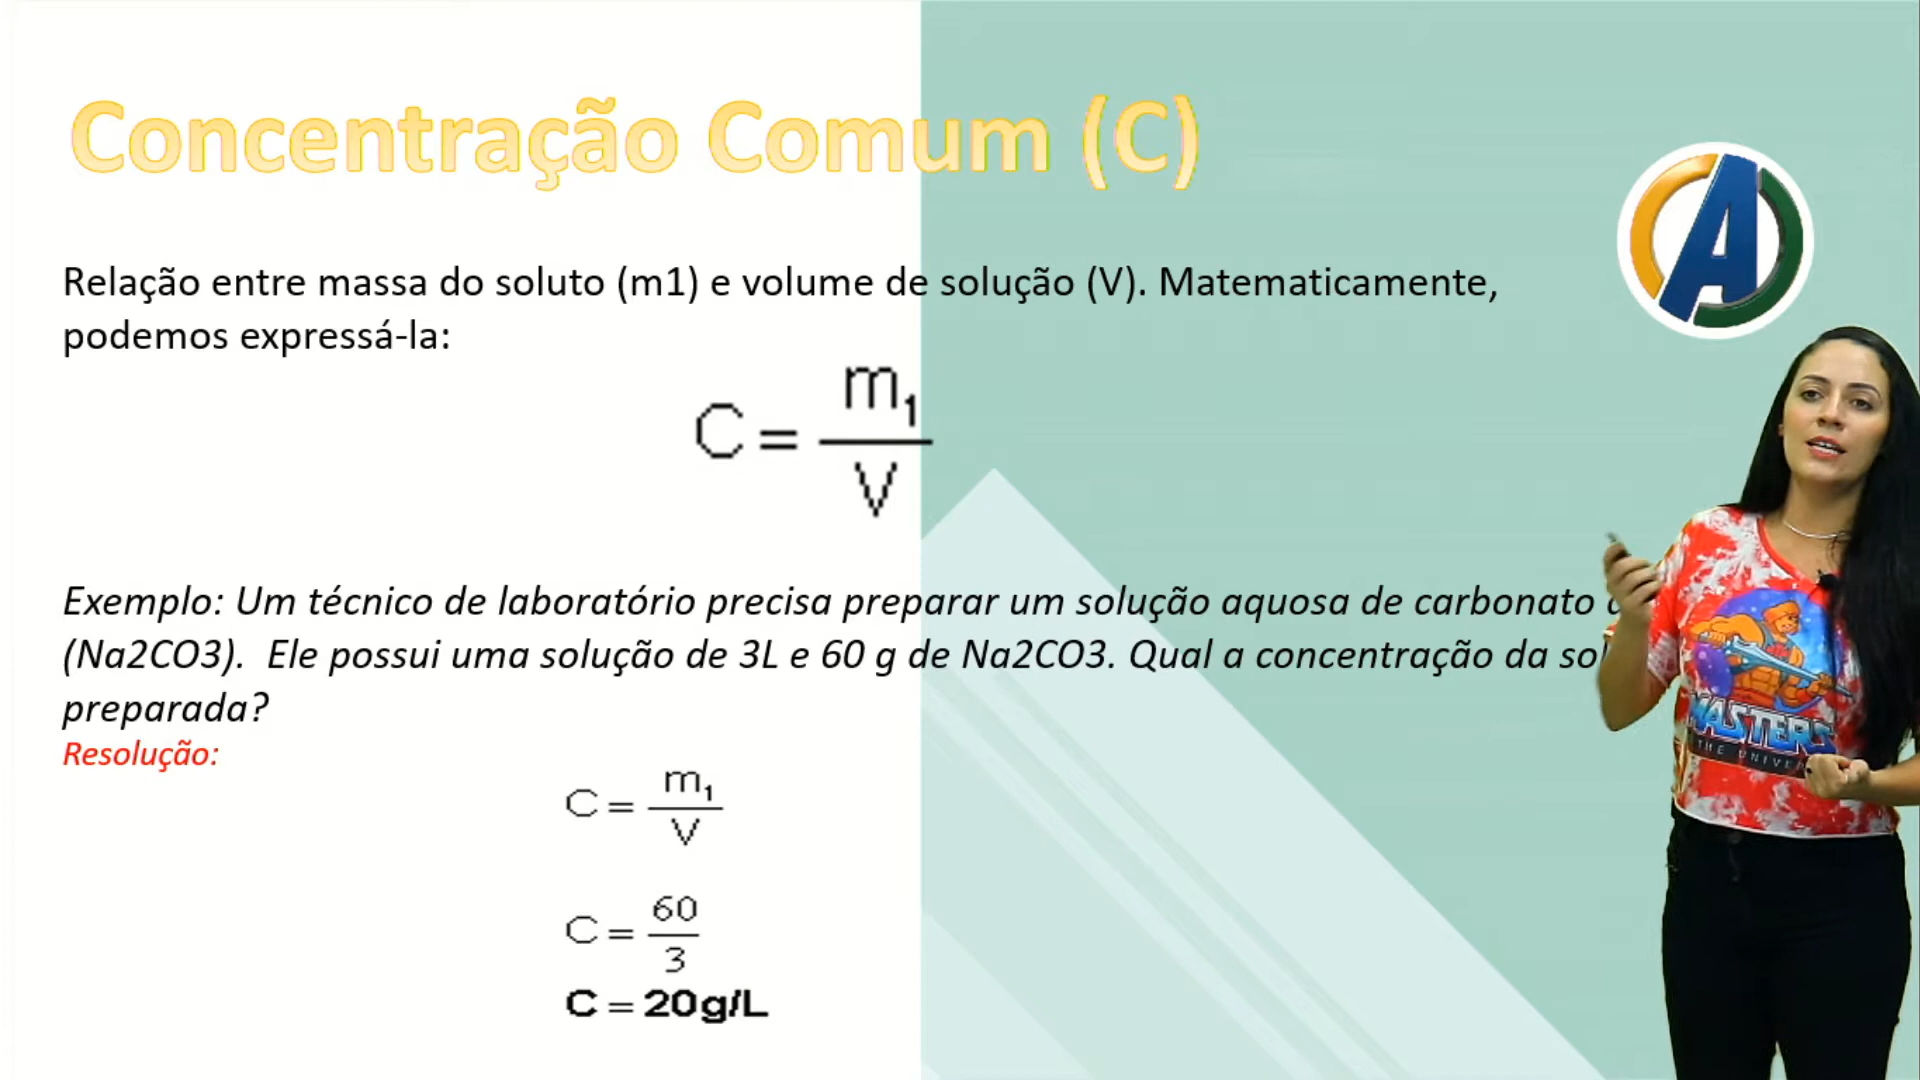 Concentração Comum (C)
Relação entre massa do soluto (m1) e volume de solução (V). Matematicamente,
podemos expressá-la:
C = m₁/V
Exemplo: Um técnico de laboratório precisa preparar um solução aquosa de carbonato
(Na2CO3).  Ele possui uma solução de 3L e 60 g de Na2CO3. Qual a concentração da
preparada?
Resolução:
C = m₁/V
C = 60/3
C = 20g/L
A
MASTERS
THE UNIVE